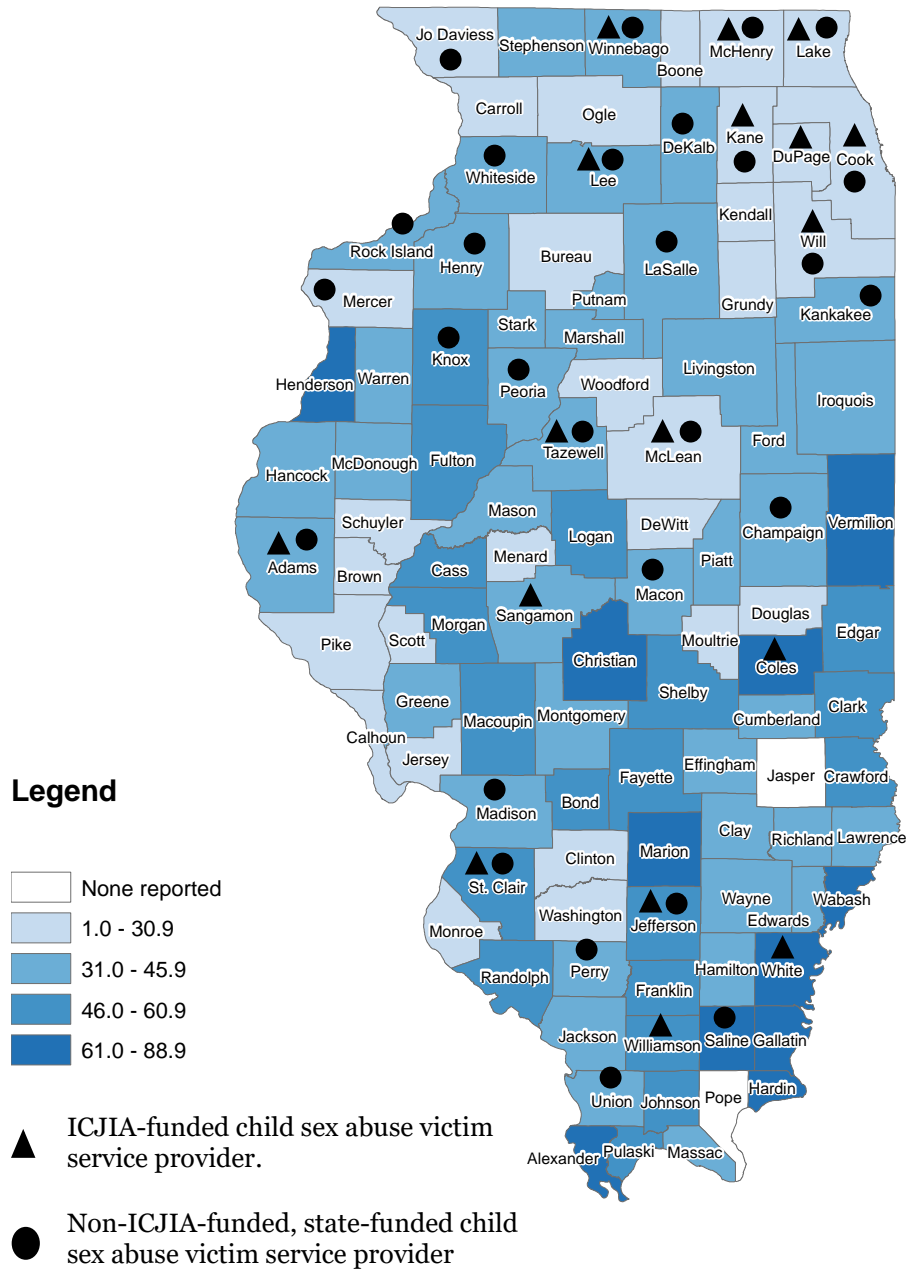 Jo Daviess
Stephenson
Winnebago
Boone
McHenry
Lake
Carroll
Ogle
DeKalb
Kane
DuPage
Cook
Whiteside
Lee
Kendall
Will
Rock Island
Henry
Bureau
LaSalle
Grundy
Kankakee
Mercer
Putnam
Stark
Marshall
Knox
Henderson
Warren
Peoria
Woodford
Livingston
Iroquois
Hancock
McDonough
Fulton
Tazewell
McLean
Ford
Schuyler
Mason
Logan
DeWitt
Champaign
Vermilion
Adams
Brown
Menard
Cass
Piatt
Macon
Sangamon
Douglas
Pike
Scott
Morgan
Christian
Moultrie
Coles
Edgar
Greene
Macoupin
Montgomery
Shelby
Cumberland
Clark
Calhoun
Jersey
Fayette
Effingham
Jasper
Crawford
Legend
Madison
Bond
Clay
Richland
Lawrence
None reported
1.0 - 30.9
31.0 - 45.9
46.0 - 60.9
61.0 - 88.9
St. Clair
Clinton
Marion
Wayne
Edwards
Wabash
Monroe
Washington
Jefferson
Randolph
Perry
Franklin
Hamilton
White
Jackson
Williamson
Saline
Gallatin
Union
Johnson
Pope
Hardin
Alexander
Pulaski
Massac
ICJIA-funded child sex abuse victim
service provider.
Non-ICJIA-funded, state-funded child
sex abuse victim service provider